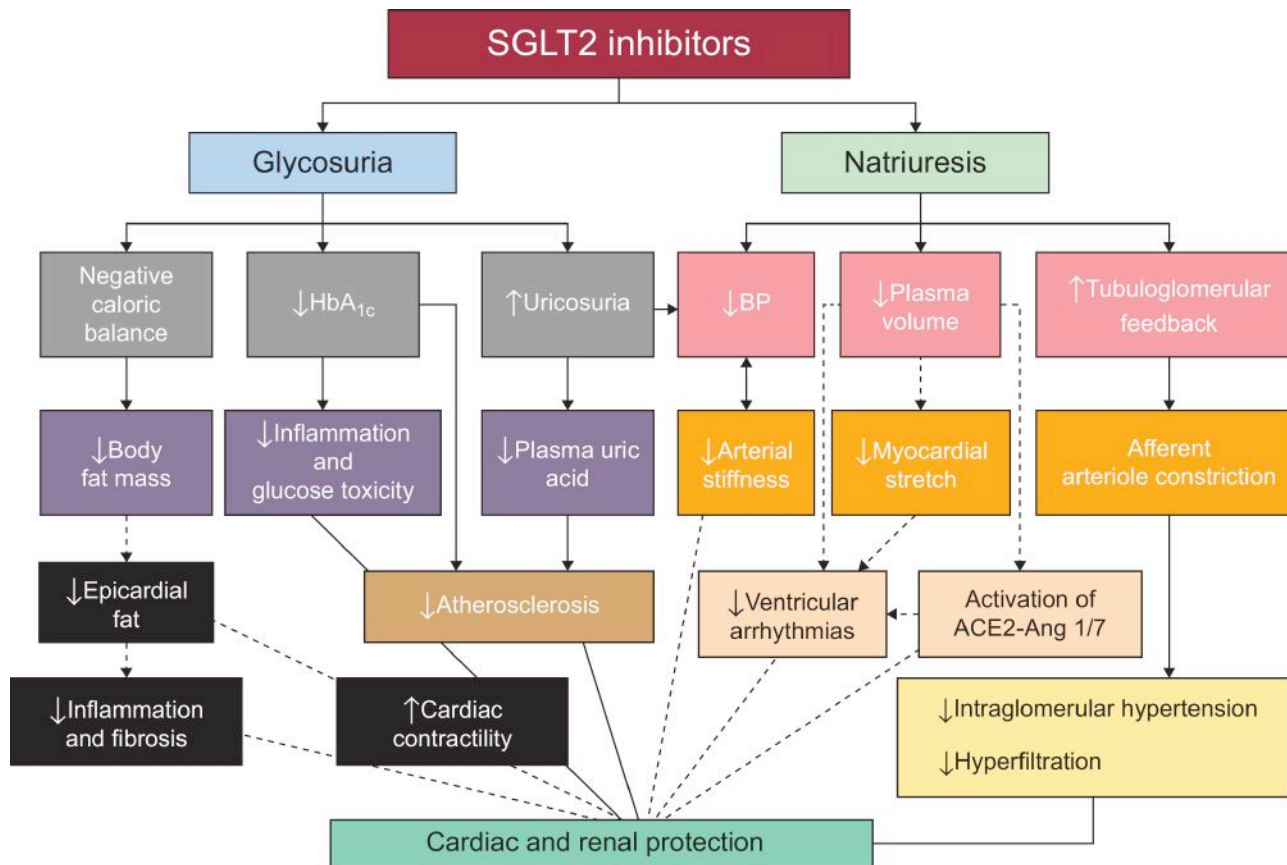 SGLT2 inhibitors
Glycosuria
Natriuresis
Negative
caloric
balance
↓HbA1c
↑Uricosuria
↓BP
↓Plasma
volume
↑Tubuloglomerular
feedback
↓Body
fat mass
↓Inflammation
and
glucose toxicity
↓Plasma uric
acid
↓Arterial
stiffness
↓Myocardial
stretch
Afferent
arteriole constriction
↓Epicardial
fat
↓Atherosclerosis
↓Ventricular
arrhythmias
Activation of
ACE2-Ang 1/7
↓Inflammation
and fibrosis
↑Cardiac
contractility
↓Intraglomerular hypertension
↓Hyperfiltration
Cardiac and renal protection